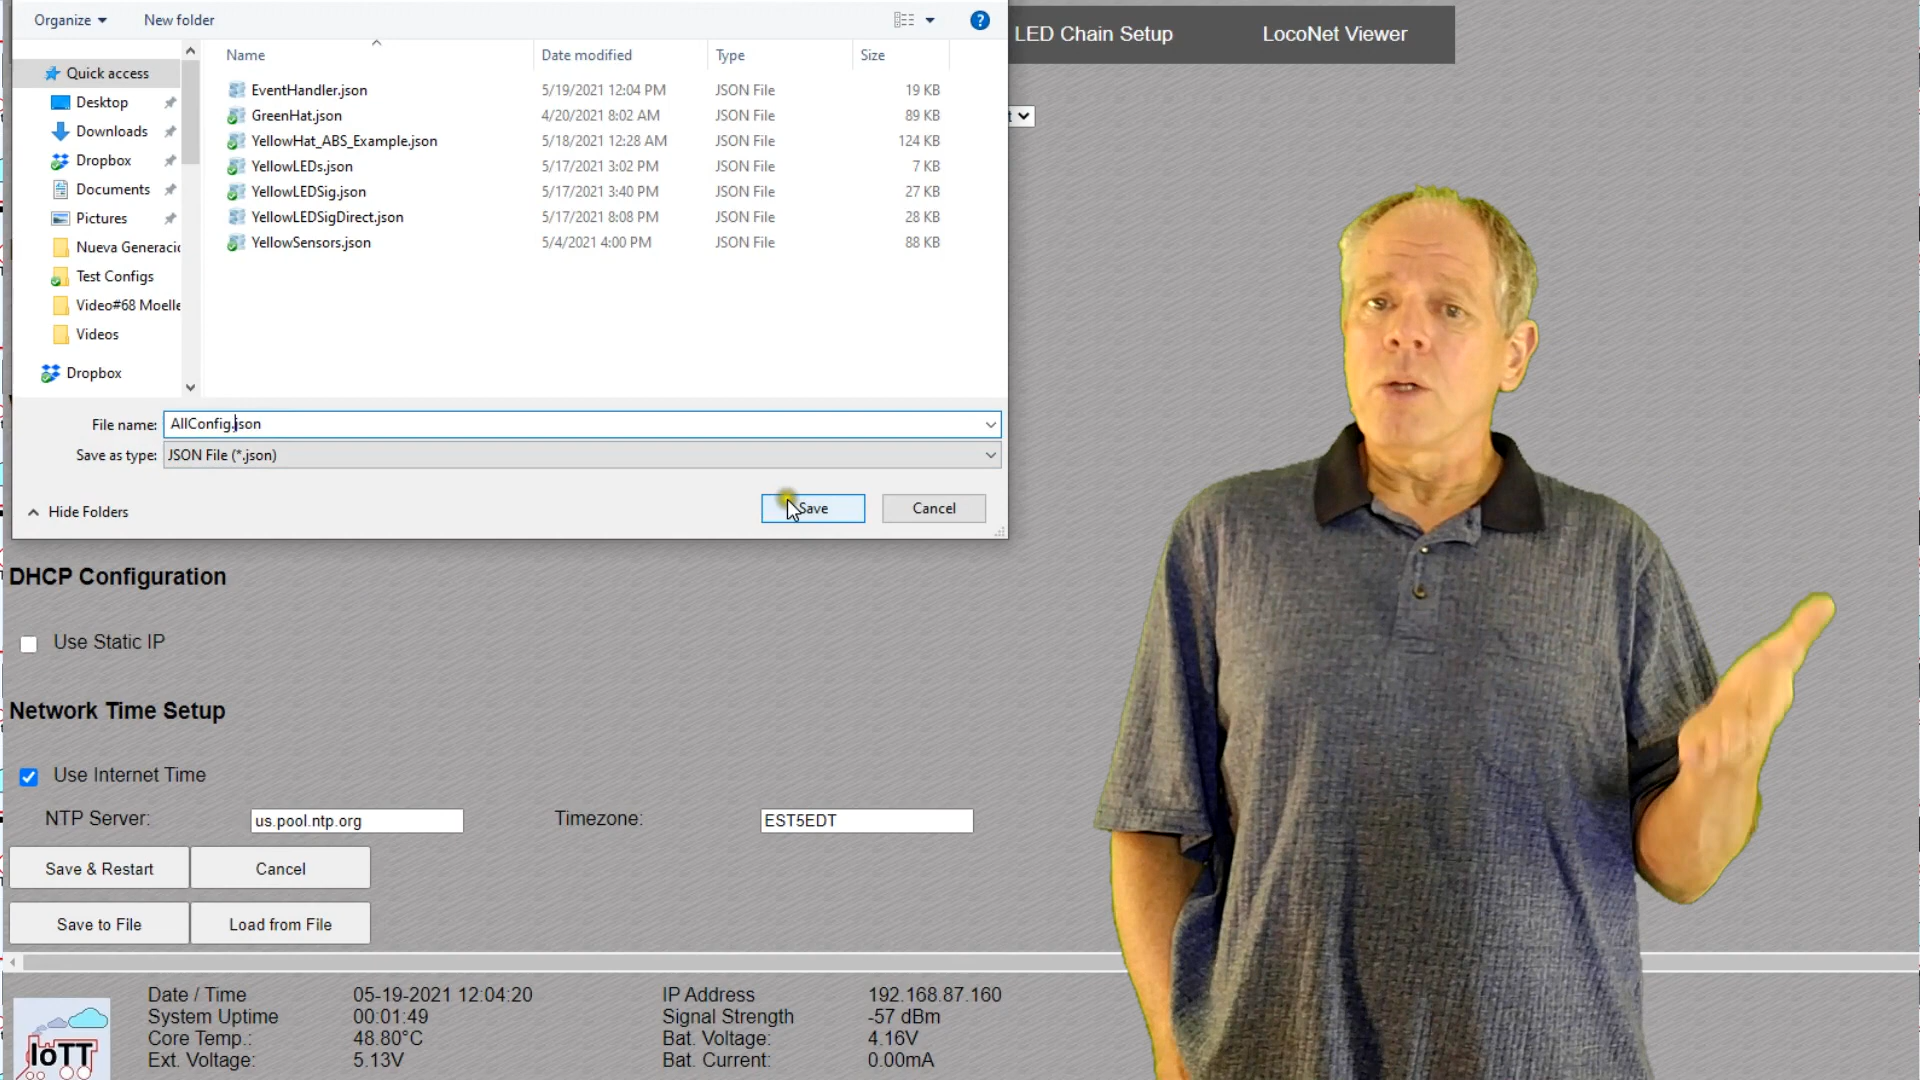 Organize New folder
LED Chain Setup LocoNet Viewer
Name Date modified Type Size
Quick access
Desktop
Downloads
Dropbox
Documents
Pictures
Nueva Generacic
Test Configs
Video#68 Moelle
Videos
Dropbox
EventHandler.json 5/19/2021 12:04 PM JSON File 19 KB
GreenHat.json 4/20/2021 8:02 AM JSON File 89 KB
YellowHat_ABS_Example.json 5/18/2021 12:28 AM JSON File 124 KB
YellowLEDs.json 5/17/2021 3:02 PM JSON File 7 KB
YellowLEDSig.json 5/17/2021 3:40 PM JSON File 27 KB
YellowLEDSigDirect.json 5/17/2021 8:08 PM JSON File 28 KB
YellowSensors.json 5/4/2021 4:00 PM JSON File 88 KB
File name: AllConfig.json
Save as type: JSON File (*.json)
Hide Folders Save Cancel
DHCP Configuration
Use Static IP
Network Time Setup
Use Internet Time
NTP Server: us.pool.ntp.org Timezone: EST5EDT
Save & Restart Cancel
Save to File Load from File
Date / Time 05-19-2021 12:04:20 IP Address 192.168.87.160
System Uptime 00:01:49 Signal Strength -57 dBm
Core Temp.: 48.80°C Bat. Voltage: 4.16V
Ext. Voltage: 5.13V Bat. Current: 0.00mA
IoTT